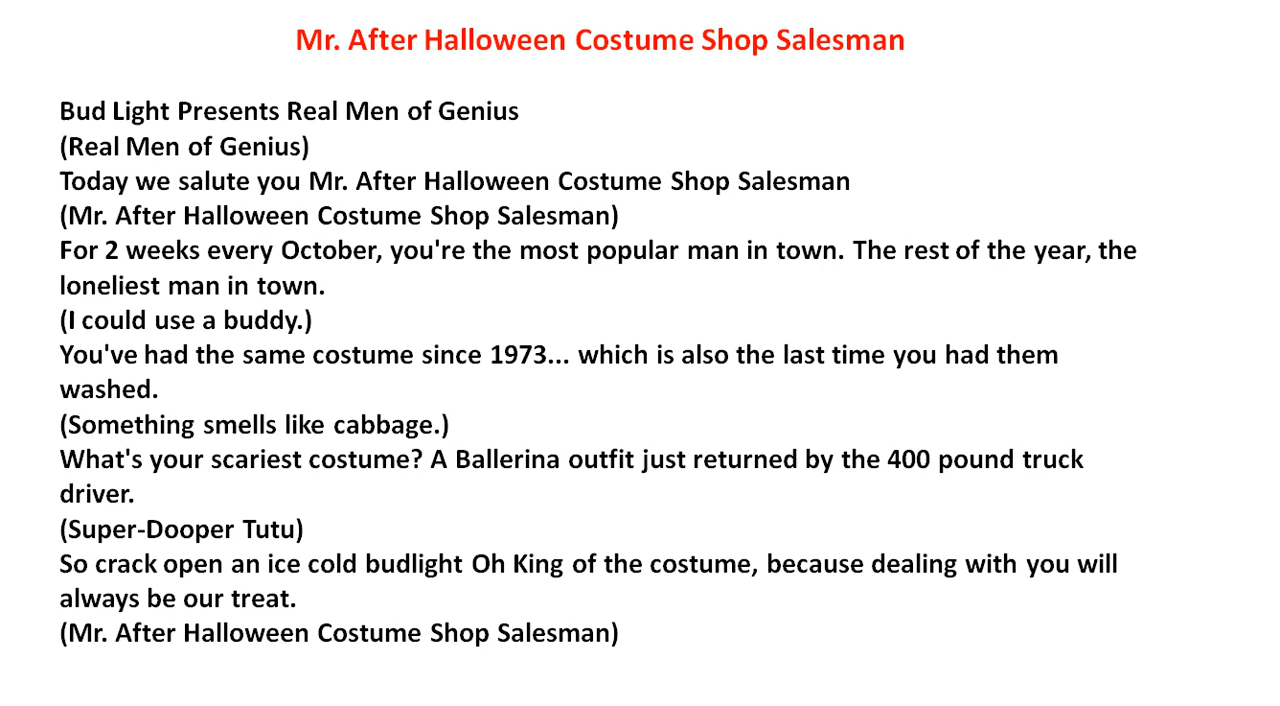 Mr. After Halloween Costume Shop Salesman
Bud Light Presents Real Men of Genius
(Real Men of Genius)
Today we salute you Mr. After Halloween Costume Shop Salesman
(Mr. After Halloween Costume Shop Salesman)
For 2 weeks every October, you're the most popular man in town. The rest of the year, the
loneliest man in town.
(I could use a buddy.)
You've had the same costume since 1973... which is also the last time you had them
washed.
(Something smells like cabbage.)
What's your scariest costume? A Ballerina outfit just returned by the 400 pound truck
driver.
(Super-Dooper Tutu)
So crack open an ice cold budlight Oh King of the costume, because dealing with you will
always be our treat.
(Mr. After Halloween Costume Shop Salesman)